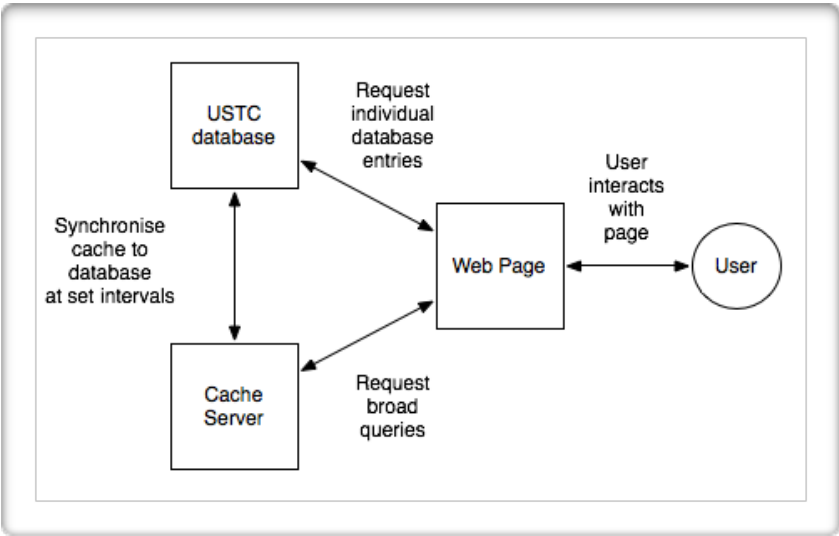 USTC
database
Request
individual
database
entries
User
interacts
with
page
Synchronise
cache to
database
at set intervals
Web Page
User
Cache
Server
Request
broad
queries